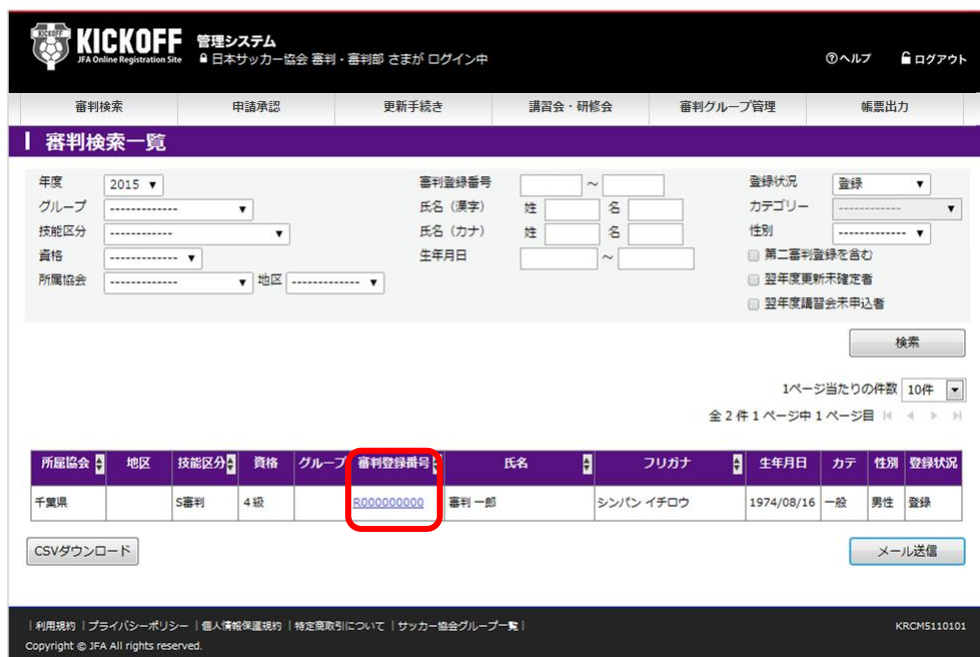 KICKOFF
KICKOFF 管理システム
JFA Online Registration Site 日本サッカー協会 審判・審判部 さまが ログイン中
ヘルプ ログアウト
審判検索 申請承認 更新手続き 講習会・研修会 審判グループ管理 帳票出力
審判検索一覧
年度 2015 審判登録番号 ～ 登録状況 登録
グループ ------------- 氏名（漢字） 姓 名 カテゴリー ------------
技能区分 ------------ 氏名（カナ） 姓 名 性別 -------------
資格 ------------- 生年月日 ～ 第二審判登録を含む
所属協会 ------------- 地区 ------------- 翌年度更新未確定者
翌年度講習会未申込者
検索
1ページ当たりの件数 10件
全 2 件 1 ページ中 1 ページ目
所属協会 地区 技能区分 資格 グループ 審判登録番号 氏名 フリガナ 生年月日 カテ 性別 登録状況
千葉県 S審判 4級 R000000000 審判 一郎 シンパン イチロウ 1974/08/16 一般 男性 登録
CSVダウンロード メール送信
| 利用規約 | プライバシーポリシー | 個人情報保護規約 | 特定商取引について | サッカー協会グループ一覧 | KRCM5110101
Copyright © JFA All rights reserved.